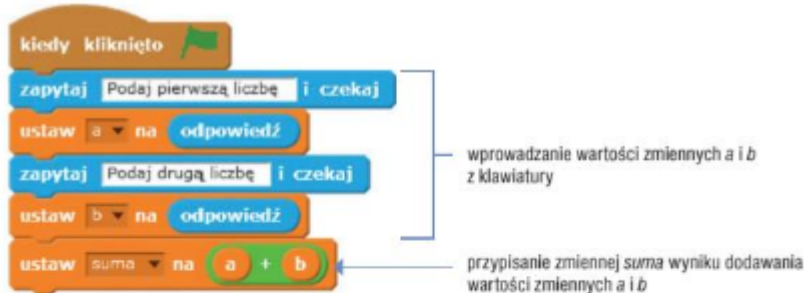 kiedy kliknięto
zapytaj Podaj pierwszą liczbę i czekaj
ustaw a na odpowiedź
zapytaj Podaj drugą liczbę i czekaj
ustaw b na odpowiedź
ustaw suma na a + b
wprowadzanie wartości zmiennych a i b
z klawiatury
przypisanie zmiennej suma wyniku dodawania
wartości zmiennych a i b